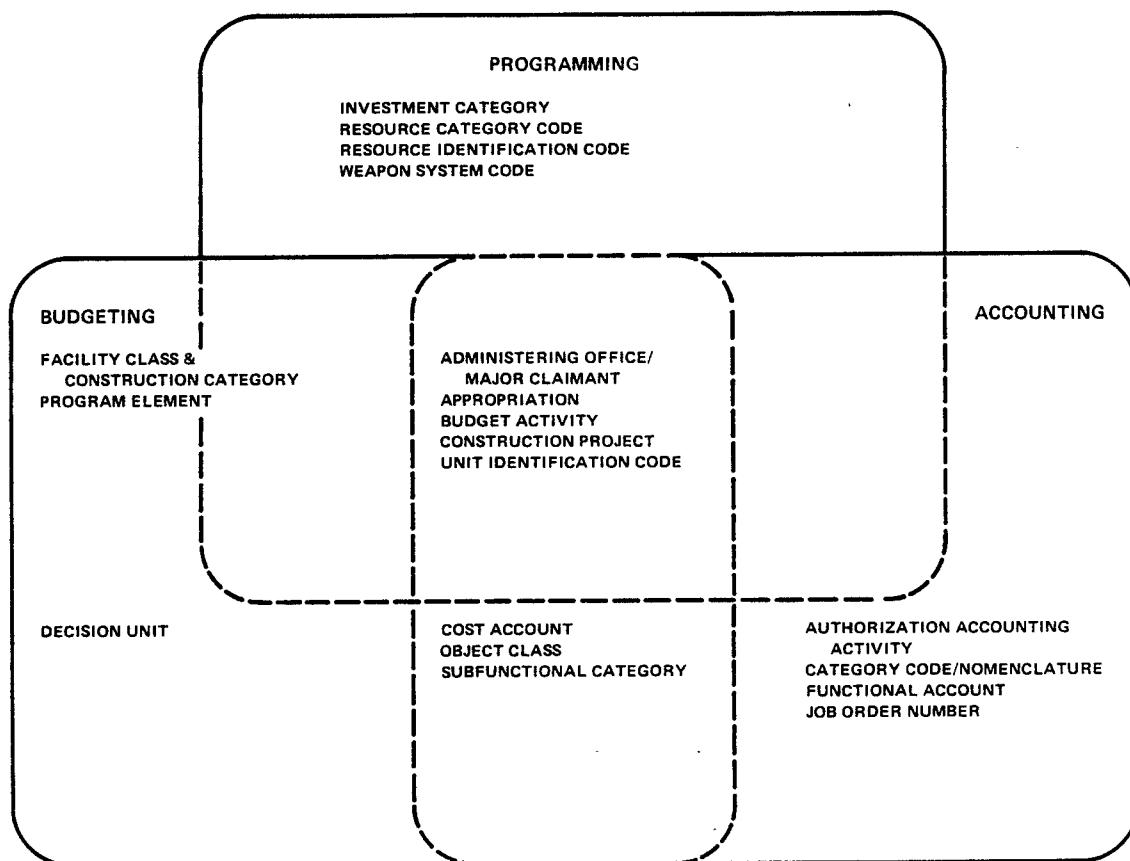 PROGRAMMING
INVESTMENT CATEGORY
RESOURCE CATEGORY CODE
RESOURCE IDENTIFICATION CODE
WEAPON SYSTEM CODE
BUDGETING
FACILITY CLASS &
CONSTRUCTION CATEGORY
PROGRAM ELEMENT
ADMINISTERING OFFICE/
MAJOR CLAIMANT
APPROPRIATION
BUDGET ACTIVITY
CONSTRUCTION PROJECT
UNIT IDENTIFICATION CODE
ACCOUNTING
DECISION UNIT
COST ACCOUNT
OBJECT CLASS
SUBFUNCTIONAL CATEGORY
AUTHORIZATION ACCOUNTING
ACTIVITY
CATEGORY CODE/NOMENCLATURE
FUNCTIONAL ACCOUNT
JOB ORDER NUMBER